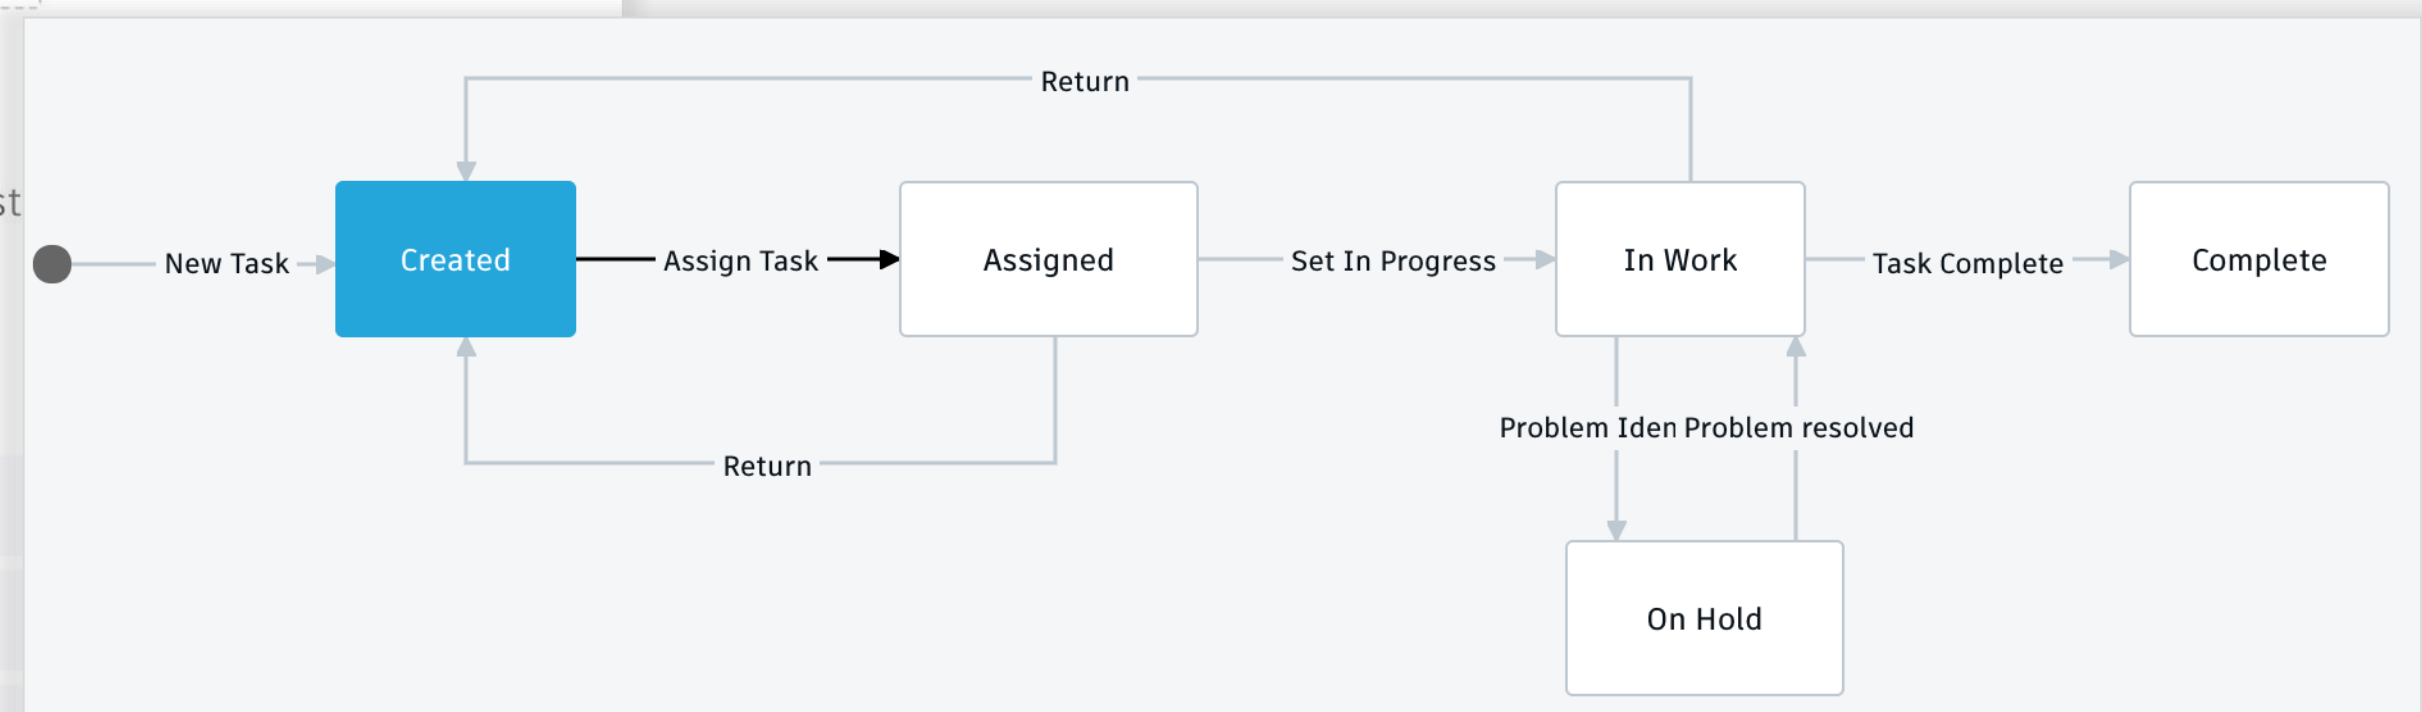 Return
st
New Task
Created
Assign Task
Assigned
Set In Progress
In Work
Task Complete
Complete
Problem Iden
Problem resolved
Return
On Hold